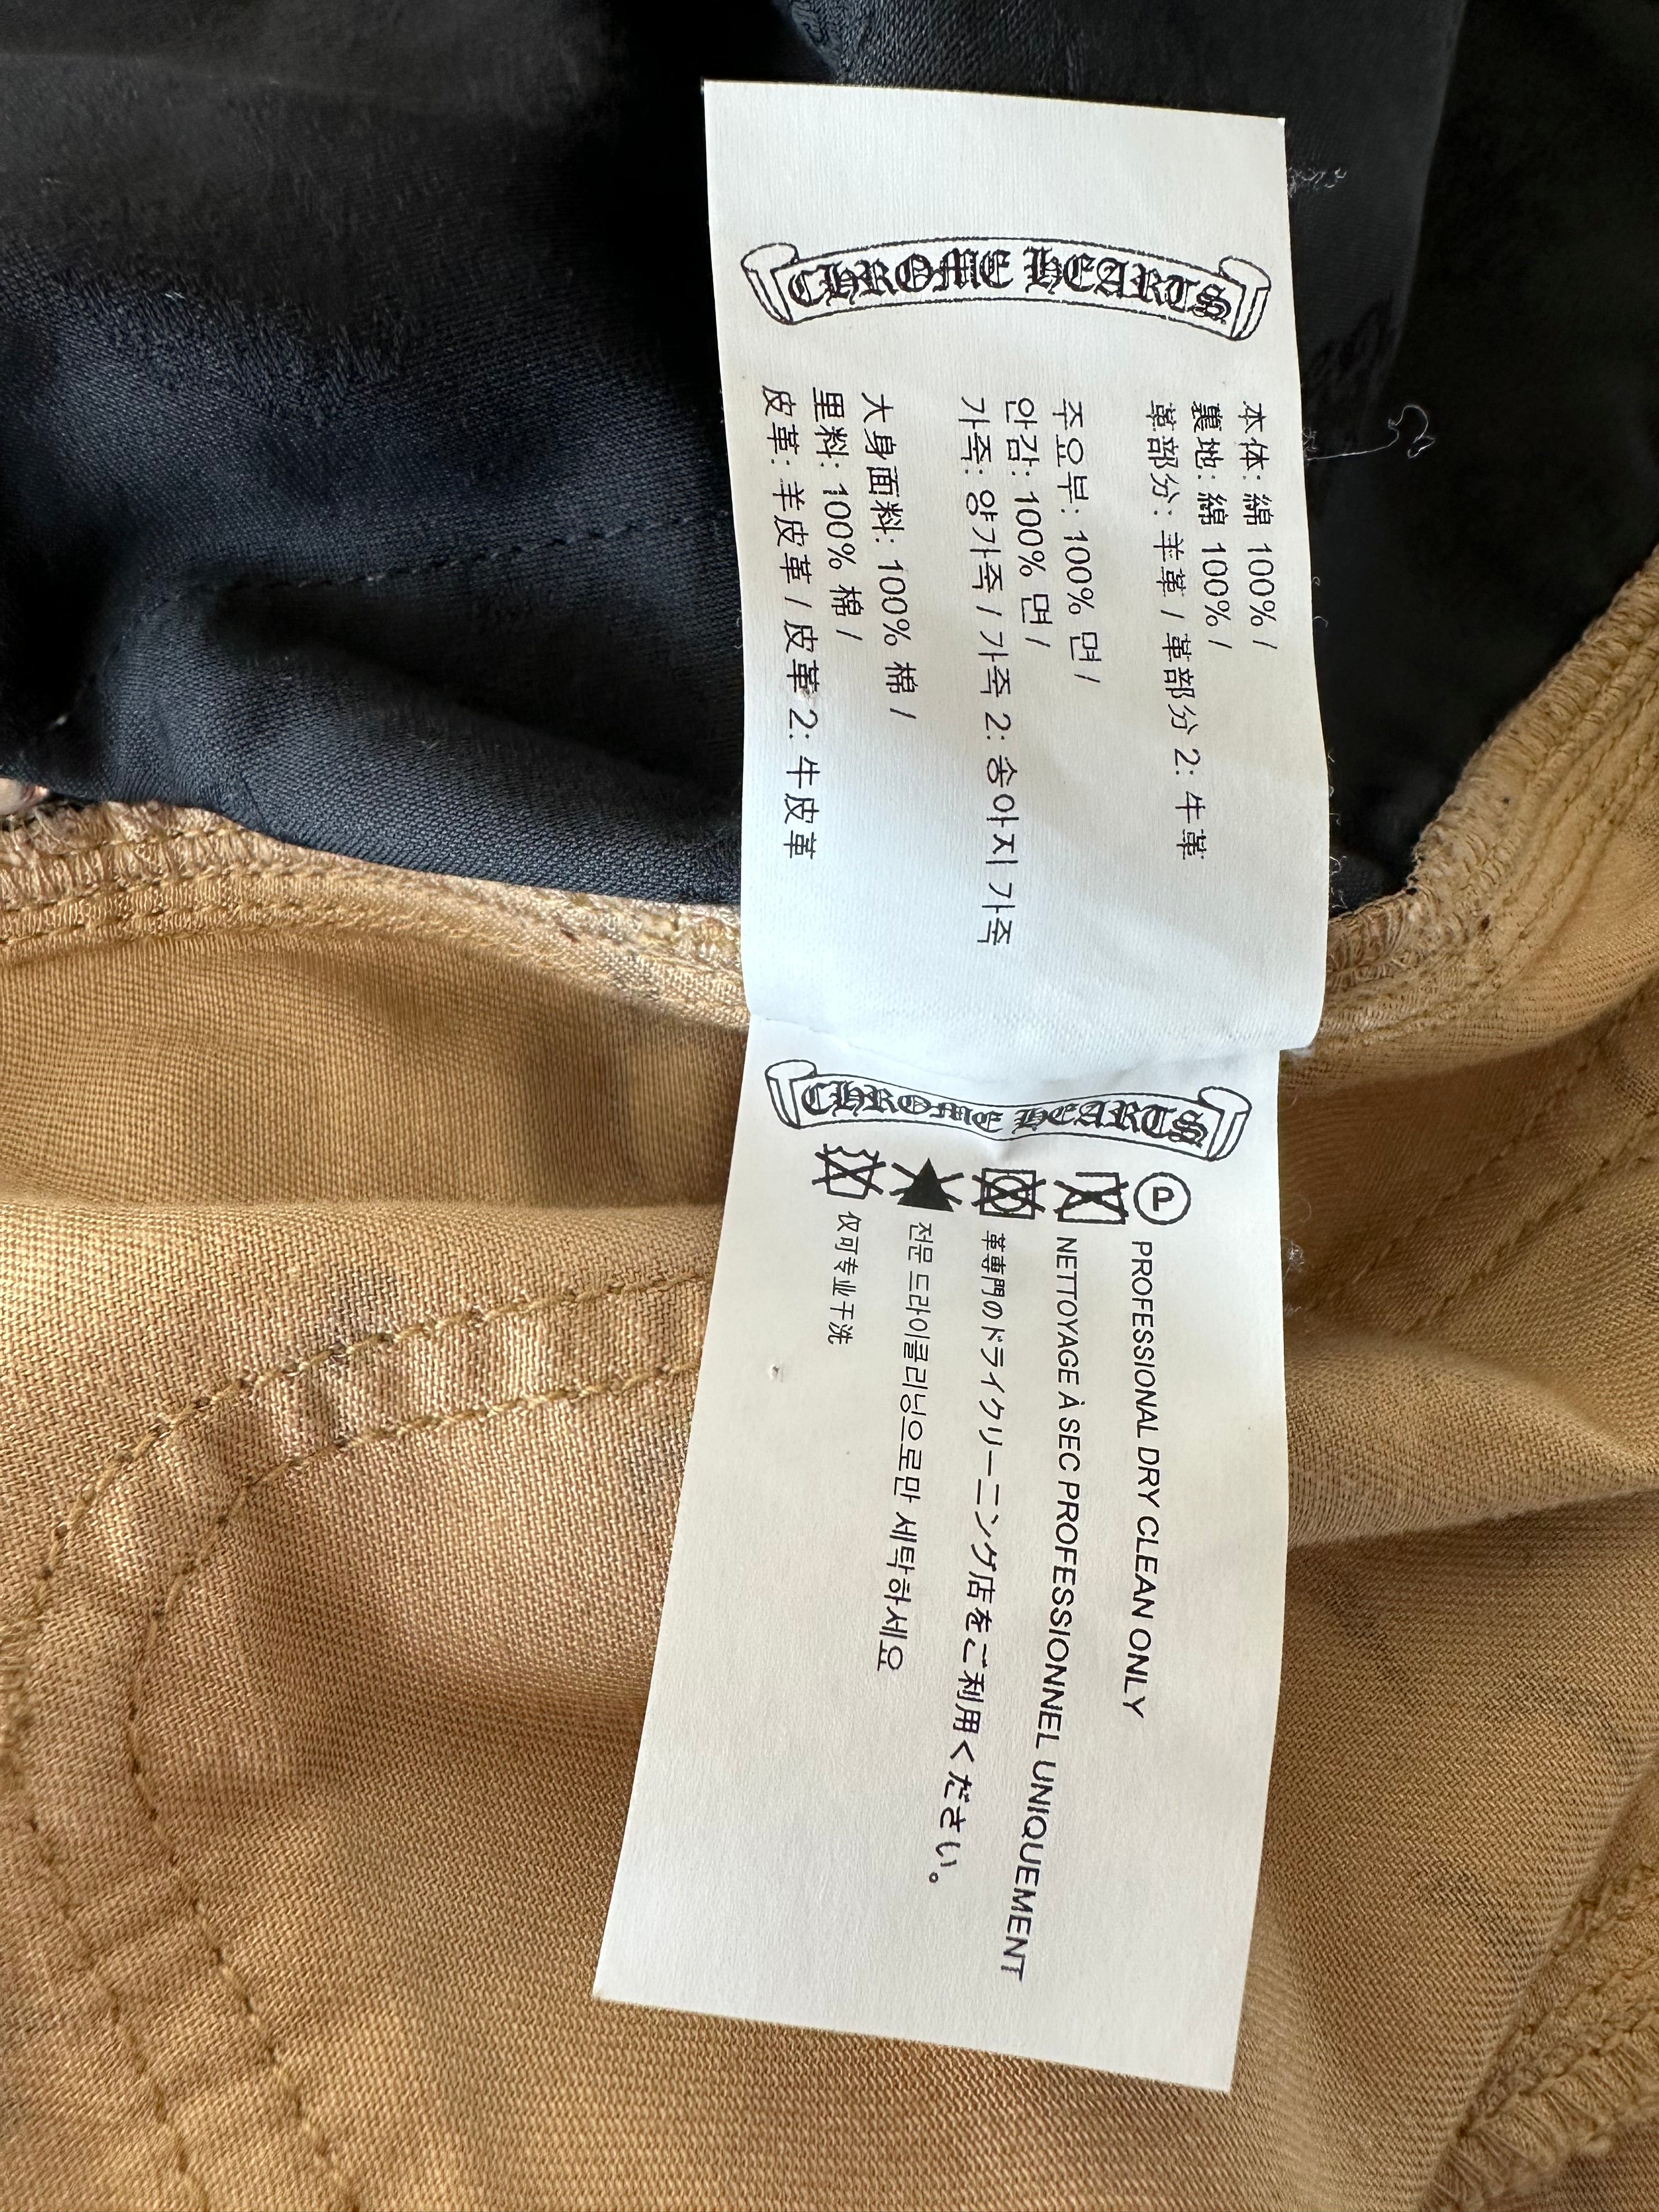 CHROME HEARTS
本体: 綿 100% /
裏地: 綿 100% /
革部分: 羊革 / 革部分 2: 牛革
주요부: 100% 면 /
안감: 100% 면 /
가죽: 양가죽 / 가죽 2: 송아지 가죽
大身面料: 100% 棉 /
里料: 100% 棉 /
皮革: 羊皮革 / 皮革 2: 牛皮革
CHROME HEARTS
P PROFESSIONAL DRY CLEAN ONLY
NETTOYAGE À SEC PROFESSIONNEL UNIQUEMENT
革専門のドライクリーニング店をご利用ください。
전문 드라이클리닝으로만 세탁하세요
仅可专业干洗